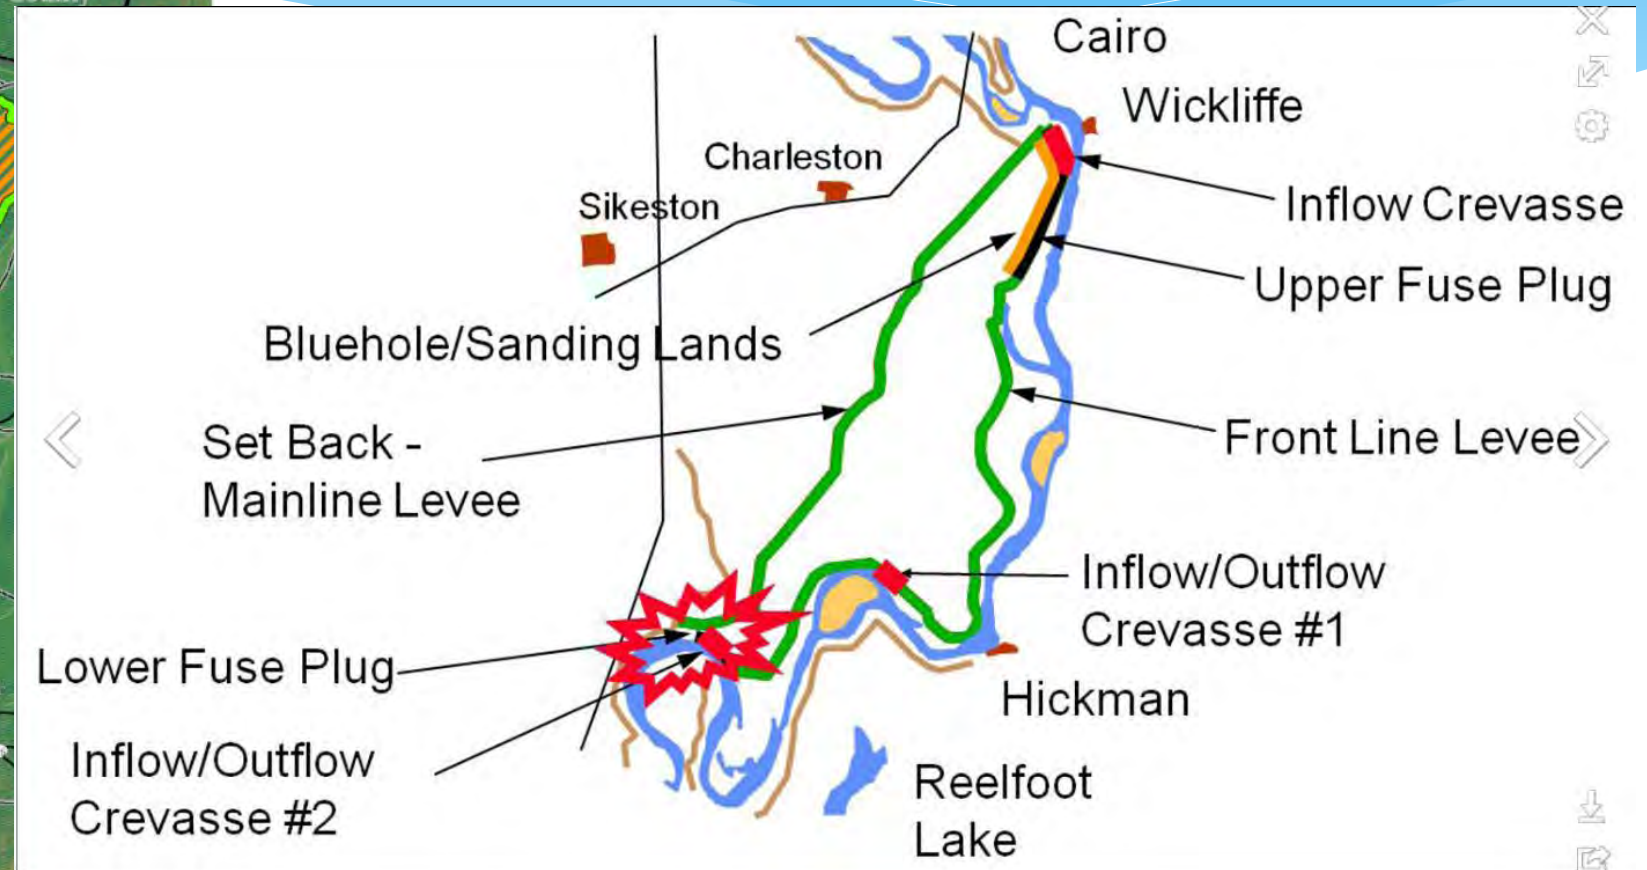 Cairo
Wickliffe
Charleston
Sikeston
Inflow Crevasse
Upper Fuse Plug
Bluehole/Sanding Lands
Set Back -
Mainline Levee
Front Line Levee
Inflow/Outflow
Crevasse #1
Lower Fuse Plug
Hickman
Inflow/Outflow
Crevasse #2
Reelfoot
Lake